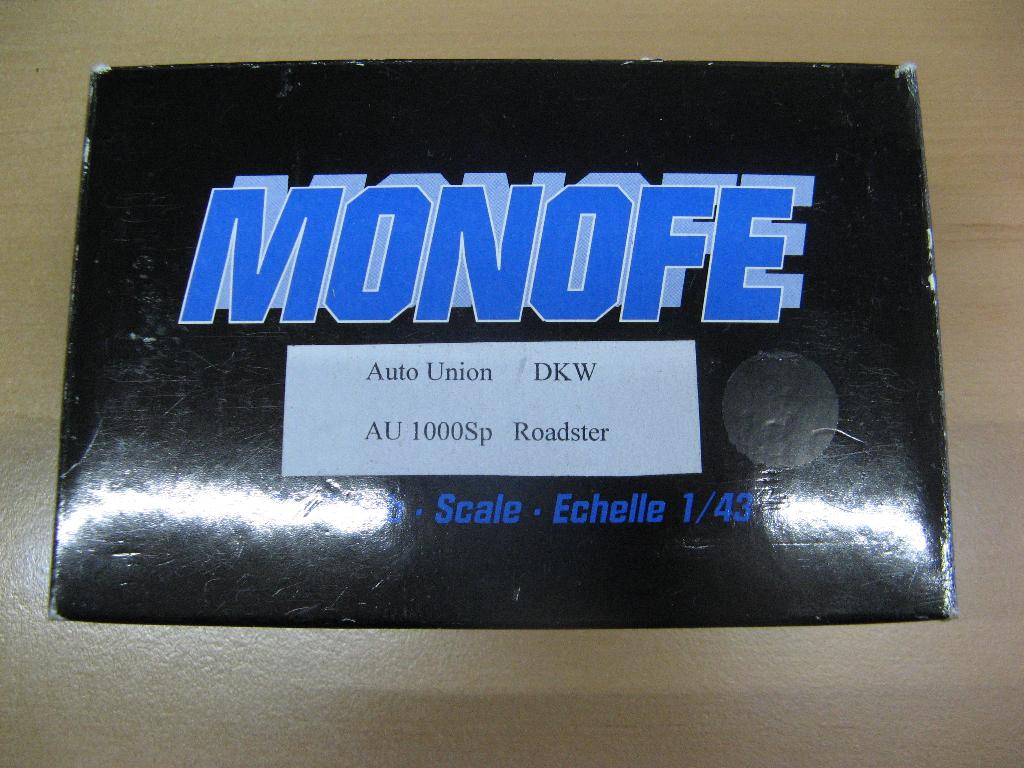 MONOFE
Auto Union DKW
AU 1000Sp Roadster
· Scale · Echelle 1/43